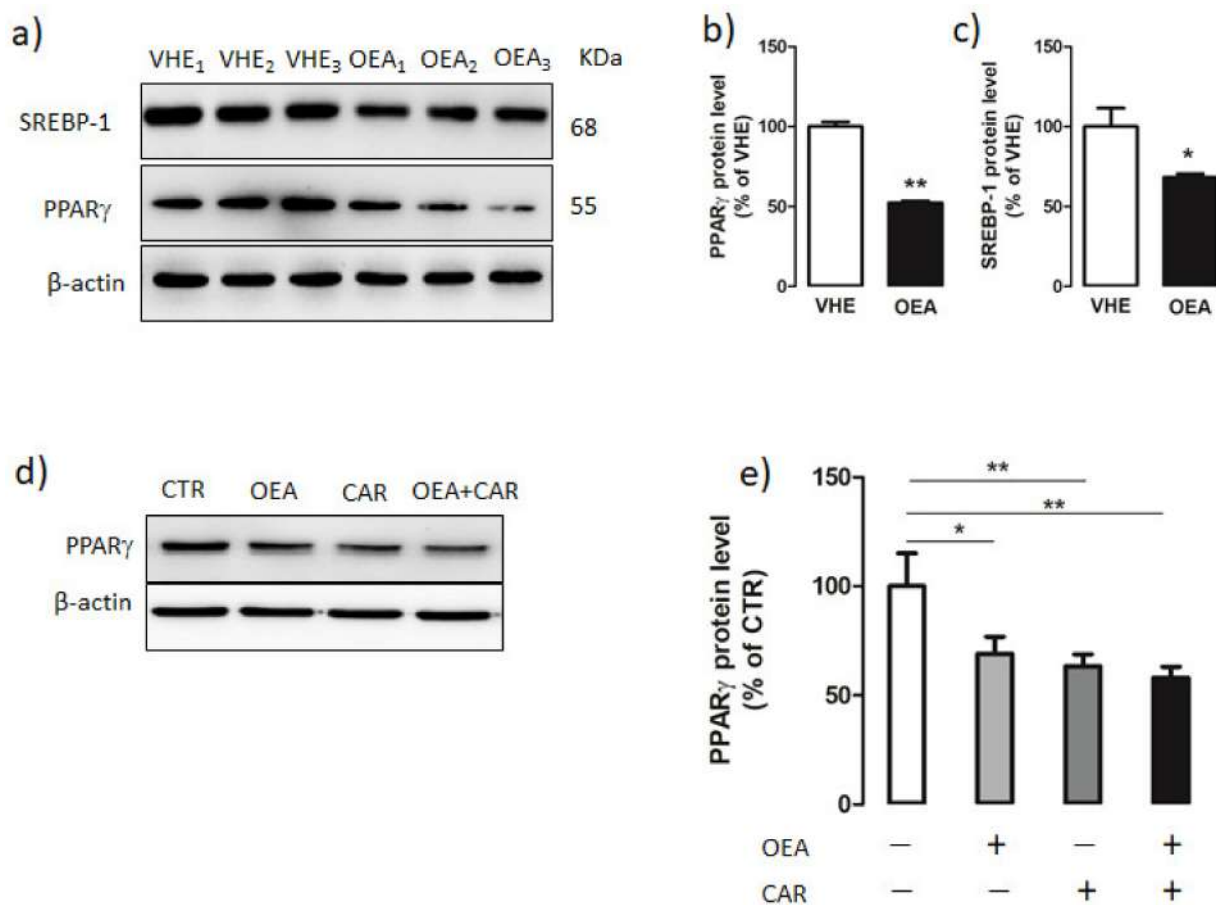 a)
VHE₁ VHE₂ VHE₃ OEA₁ OEA₂ OEA₃ KDa
SREBP-1
68
PPARγ
55
β-actin
b)
PPARγ protein level
(% of VHE)
150
100
50
0
**
VHE OEA
c)
SREBP-1 protein level
(% of VHE)
150
100
50
0
*
VHE OEA
d)
CTR OEA CAR OEA+CAR
PPARγ
β-actin
e)
PPARγ protein level
(% of CTR)
150
100
50
0
**
**
*
OEA − + − +
CAR − − + +